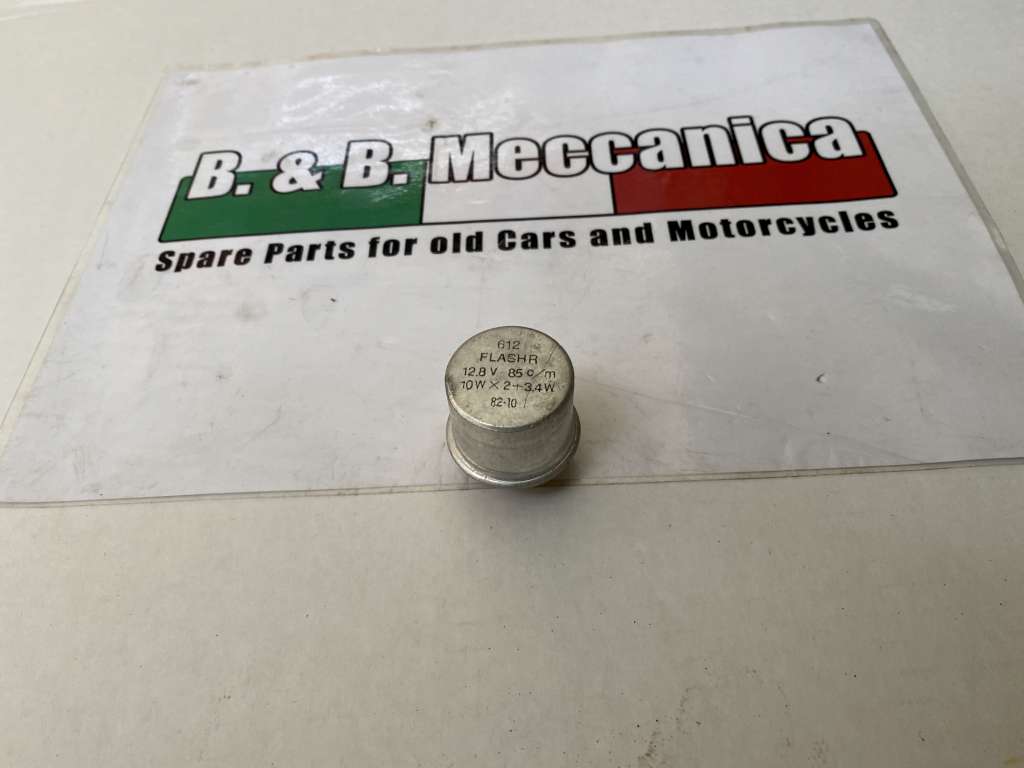 B. & B. Meccanica
Spare Parts for old Cars and Motorcycles
612
FLASHR
12.8 V 85 c/m
10W × 2+3.4W
82-10